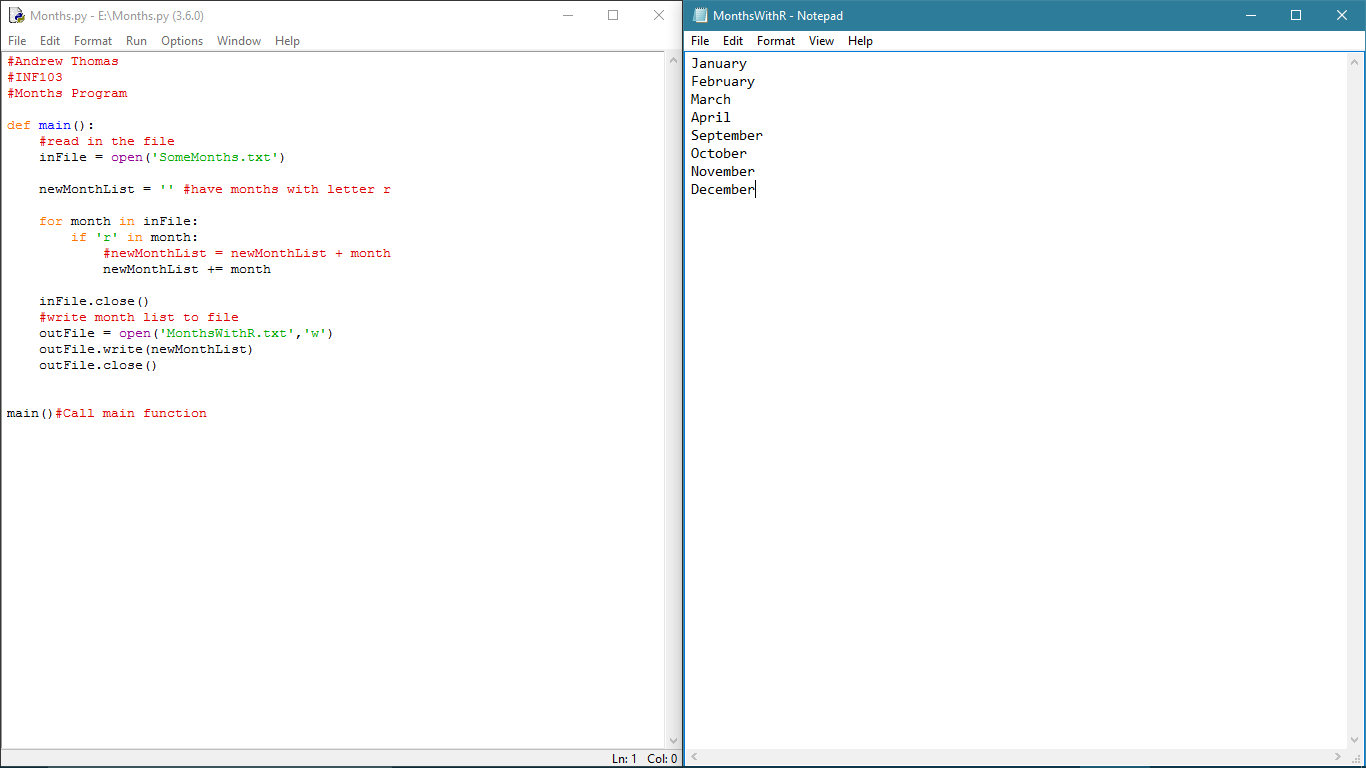 Months.py - E:\Months.py (3.6.0)
File Edit Format Run Options Window Help
#Andrew Thomas
#INF103
#Months Program

def main():
    #read in the file
    inFile = open('SomeMonths.txt')

    newMonthList = '' #have months with letter r

    for month in inFile:
        if 'r' in month:
            #newMonthList = newMonthList + month
            newMonthList += month

    inFile.close()
    #write month list to file
    outFile = open('MonthsWithR.txt','w')
    outFile.write(newMonthList)
    outFile.close()


main()#Call main function
Ln: 1 Col: 0
MonthsWithR - Notepad
File Edit Format View Help
January
February
March
April
September
October
November
December